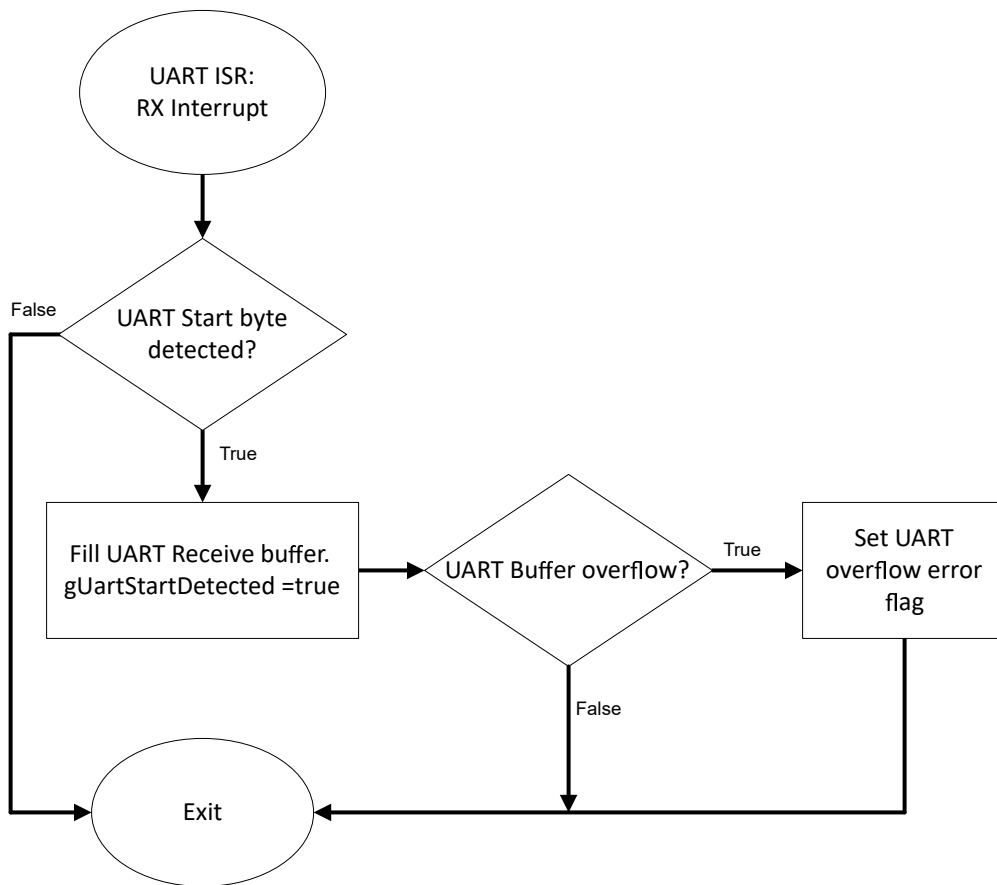 UART ISR:
RX Interrupt
False
UART Start byte
detected?
True
Fill UART Receive buffer.
gUartStartDetected =true
UART Buffer overflow?
True
Set UART
overflow error
flag
False
Exit